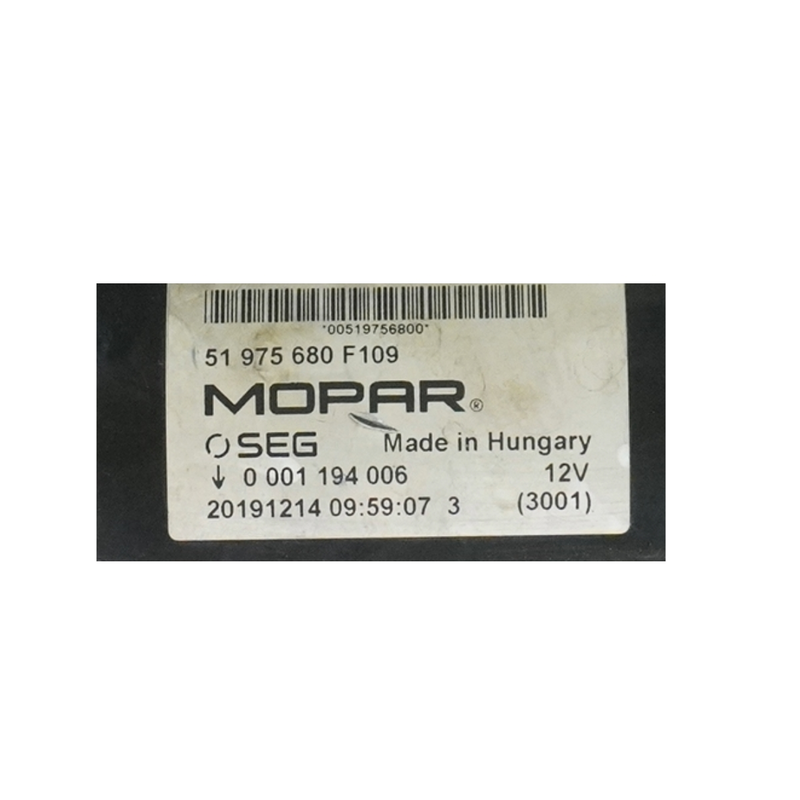 *00519756800*
51 975 680 F109
MOPAR®
SEG Made in Hungary
↓ 0 001 194 006 12V
20191214 09:59:07 3 (3001)